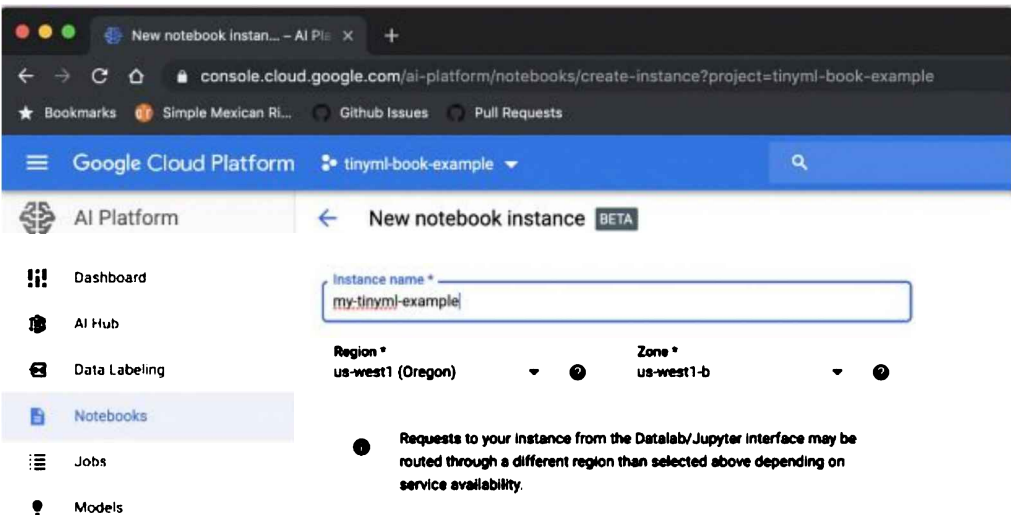 New notebook instan... – AI Pla
console.cloud.google.com/ai-platform/notebooks/create-instance?project=tinyml-book-example
Bookmarks Simple Mexican Ri... Github Issues Pull Requests
Google Cloud Platform tinyml-book-example
AI Platform
New notebook instance BETA
Dashboard
AI Hub
Data Labeling
Notebooks
Jobs
Models
Instance name *
my-tinyml-example
Region *
us-west1 (Oregon)
Zone *
us-west1-b
Requests to your instance from the Datalab/Jupyter interface may be
routed through a different region than selected above depending on
service availability.